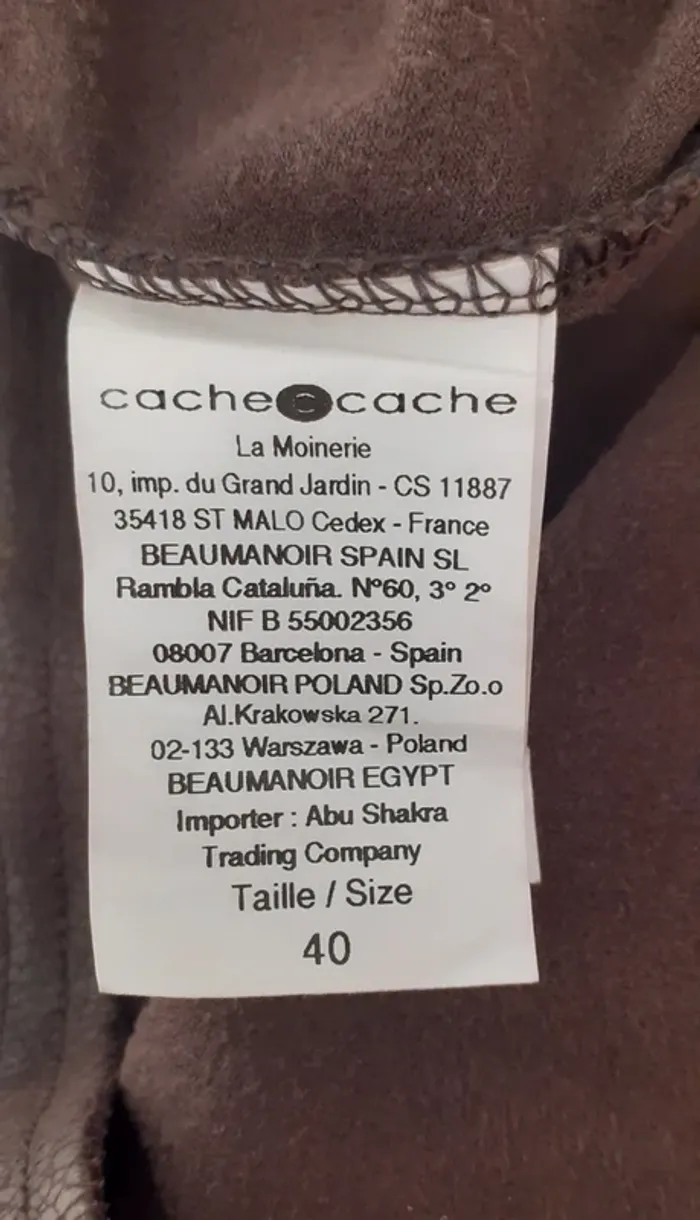 cache c cache
La Moinerie
10, imp. du Grand Jardin - CS 11887
35418 ST MALO Cedex - France
BEAUMANOIR SPAIN SL
Rambla Cataluña. Nº60, 3º 2º
NIF B 55002356
08007 Barcelona - Spain
BEAUMANOIR POLAND Sp.Zo.o
Al.Krakowska 271.
02-133 Warszawa - Poland
BEAUMANOIR EGYPT
Importer : Abu Shakra
Trading Company
Taille / Size
40